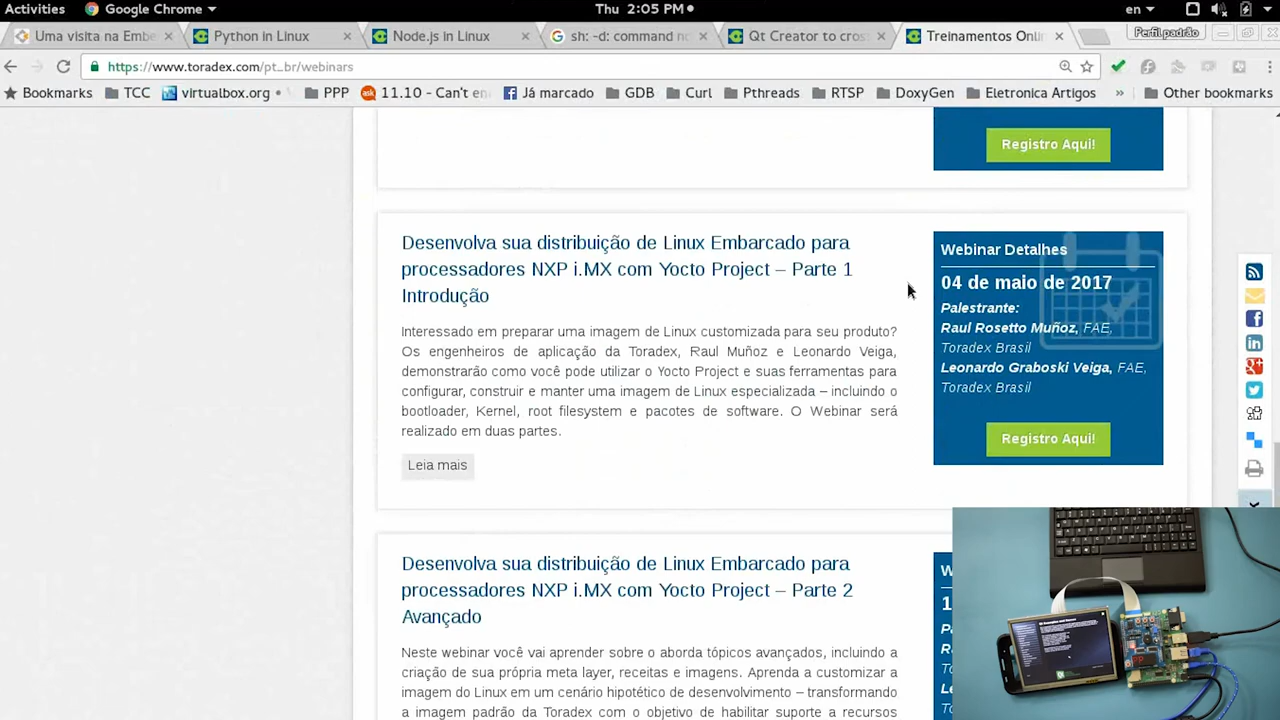 Activities Google Chrome Thu 2:05 PM en
Uma visita na Embe Python in Linux Node.js in Linux sh: -d: command no Qt Creator to cros Treinamentos Onli Perfil padrão
https://www.toradex.com/pt_br/webinars
Bookmarks TCC virtualbox.org • PPP 11.10 - Can't en Já marcado GDB Curl Pthreads RTSP DoxyGen Eletronica Artigos » Other bookmarks
Registro Aqui!
Desenvolva sua distribuição de Linux Embarcado para
processadores NXP i.MX com Yocto Project – Parte 1
Introdução
Interessado em preparar uma imagem de Linux customizada para seu produto?
Os engenheiros de aplicação da Toradex, Raul Muñoz e Leonardo Veiga,
demonstrarão como você pode utilizar o Yocto Project e suas ferramentas para
configurar, construir e manter uma imagem de Linux especializada – incluindo o
bootloader, Kernel, root filesystem e pacotes de software. O Webinar será
realizado em duas partes.
Leia mais
Webinar Detalhes
04 de maio de 2017
Palestrante:
Raul Rosetto Muñoz, FAE,
Toradex Brasil
Leonardo Graboski Veiga, FAE,
Toradex Brasil
Registro Aqui!
Desenvolva sua distribuição de Linux Embarcado para
processadores NXP i.MX com Yocto Project – Parte 2
Avançado
Neste webinar você vai aprender sobre o aborda tópicos avançados, incluindo a
criação de sua própria meta layer, receitas e imagens. Aprenda a customizar a
imagem do Linux em um cenário hipotético de desenvolvimento – transformando
a imagem padrão da Toradex com o objetivo de habilitar suporte a recursos